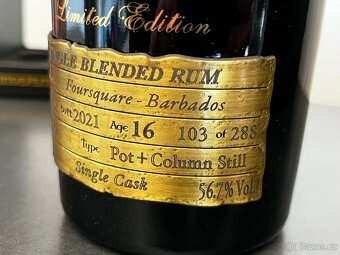 Limited Edition
GLE BLENDED RUM
Foursquare - Barbados
2021 Age 16 103 of 288
Type Pot + Column Still
Single Cask 56.7% Vol.